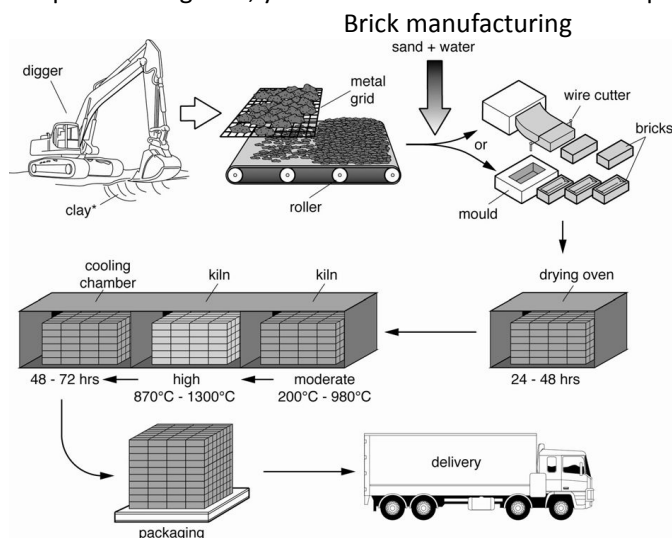 Brick manufacturing
sand + water
digger
metal
grid
wire cutter
bricks
or
clay*
roller
mould
cooling
chamber
kiln
kiln
drying oven
48 - 72 hrs
high
870°C - 1300°C
moderate
200°C - 980°C
24 - 48 hrs
delivery
packaging